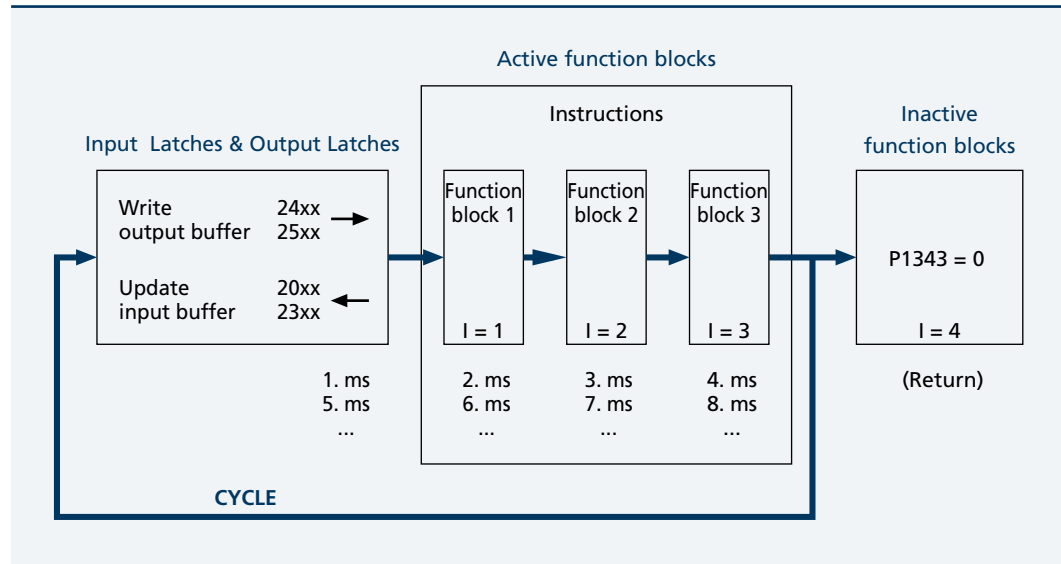 Active function blocks
Instructions
Inactive
function blocks
Input Latches & Output Latches
Write
output buffer
24xx
25xx
Update
input buffer
20xx
23xx
Function
block 1
I = 1
Function
block 2
I = 2
Function
block 3
I = 3
P1343 = 0
I = 4
(Return)
1. ms
5. ms
...
2. ms
6. ms
...
3. ms
7. ms
...
4. ms
8. ms
...
CYCLE